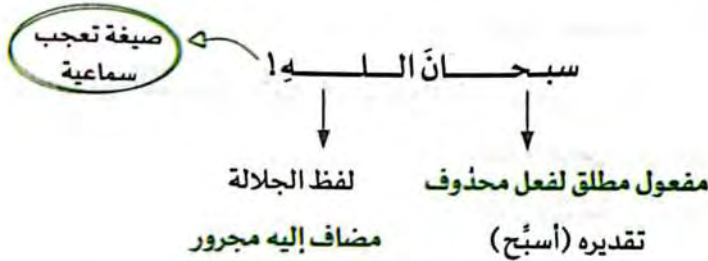 صيغة تعجب
سماعية
سبحانَ اللهِ!
مفعول مطلق لفعل محذوف
تقديره (أسبِّح)
لفظ الجلالة
مضاف إليه مجرور